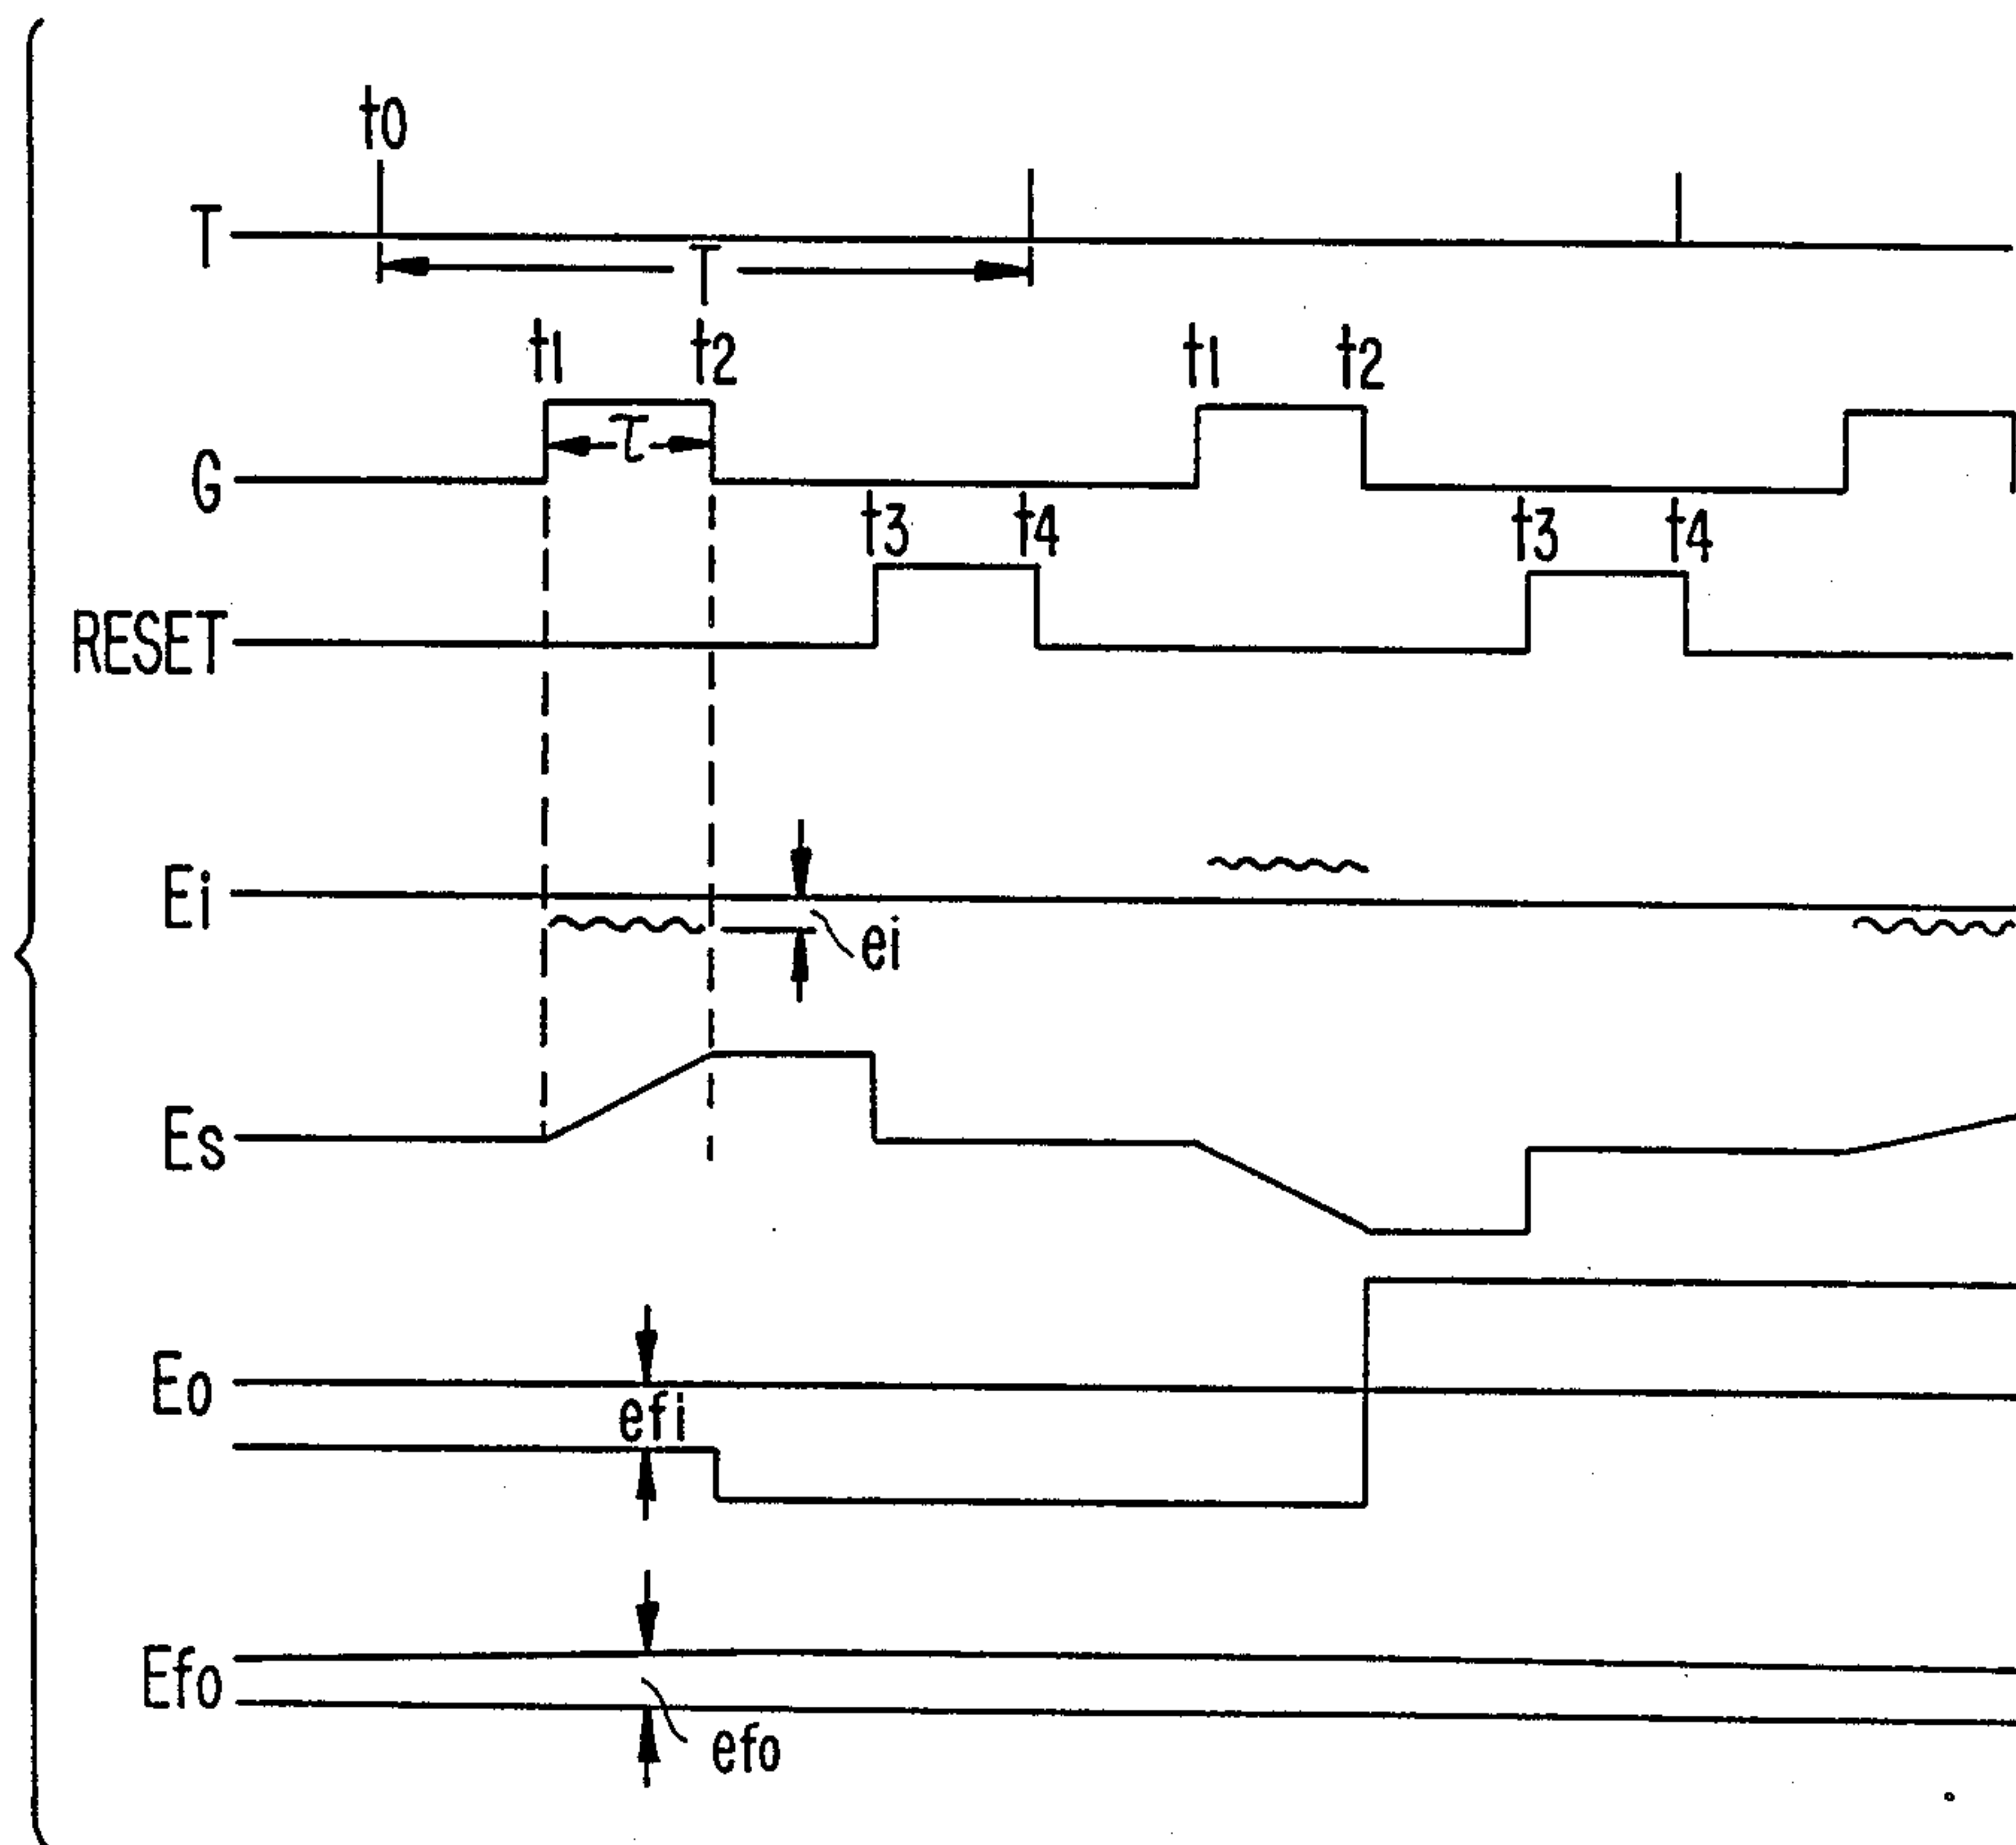 t0
T
T
t1 t2 t1 t2
τ
G
t3 t4 t3 t4
RESET
Ei
ei
Es
Eo
efi
Efo
efo